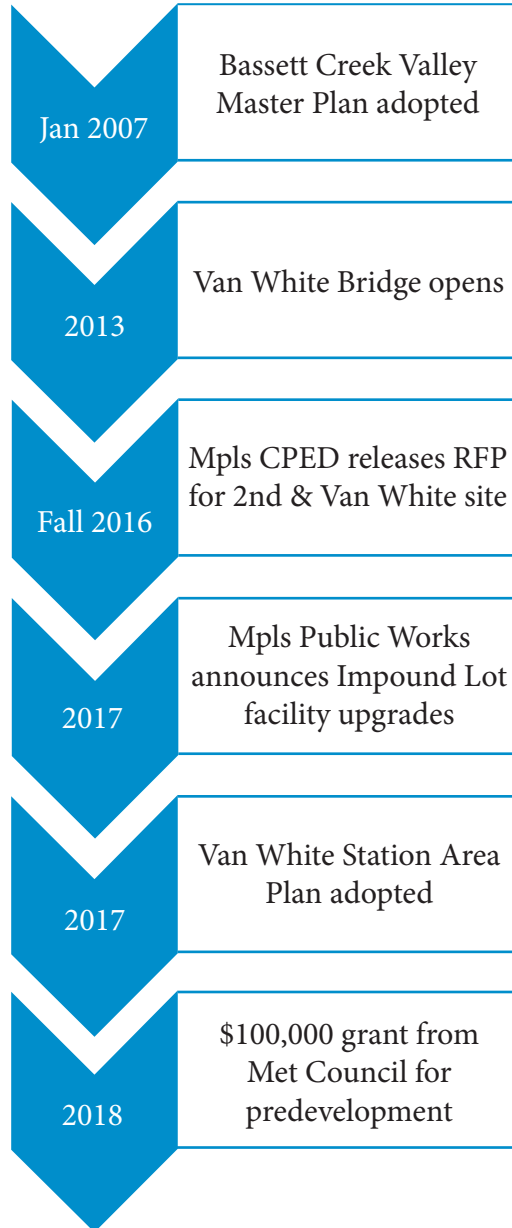 Jan 2007
Bassett Creek Valley
Master Plan adopted
2013
Van White Bridge opens
Fall 2016
Mpls CPED releases RFP
for 2nd & Van White site
2017
Mpls Public Works
announces Impound Lot
facility upgrades
2017
Van White Station Area
Plan adopted
2018
$100,000 grant from
Met Council for
predevelopment